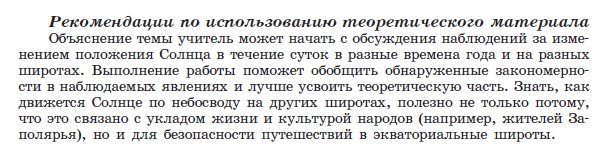 Рекомендации по использованию теоретического материала
Объяснение темы учитель может начать с обсуждения наблюдений за изме-
нением положения Солнца в течение суток в разные времена года и на разных
широтах. Выполнение работы поможет обобщить обнаруженные закономерно-
сти в наблюдаемых явлениях и лучше усвоить теоретическую часть. Знать, как
движется Солнце по небосводу на других широтах, полезно не только потому,
что это связано с укладом жизни и культурой народов (например, жителей За-
полярья), но и для безопасности путешествий в экваториальные широты.